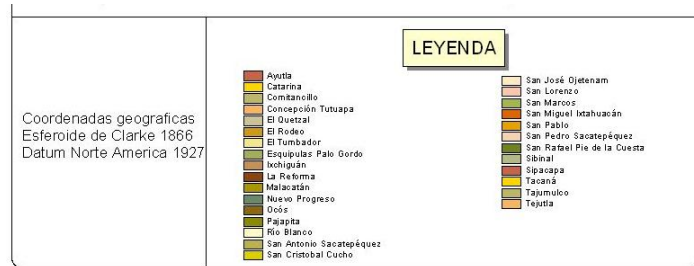 LEYENDA
Coordenadas geograficas
Esferoide de Clarke 1866
Datum Norte America 1927
Ayutla
Catarina
Comitancillo
Concepción Tutuapa
El Quetzal
El Rodeo
El Tumbador
Esquipulas Palo Gordo
Ixchiguán
La Reforma
Malacatán
Nuevo Progreso
Ocós
Pajapita
Río Blanco
San Antonio Sacatepéquez
San Cristobal Cucho
San José Ojetenam
San Lorenzo
San Marcos
San Miguel Ixtahuacán
San Pablo
San Pedro Sacatepéquez
San Rafael Pie de la Cuesta
Sibinal
Sipacapa
Tacaná
Tajumulco
Tejutla